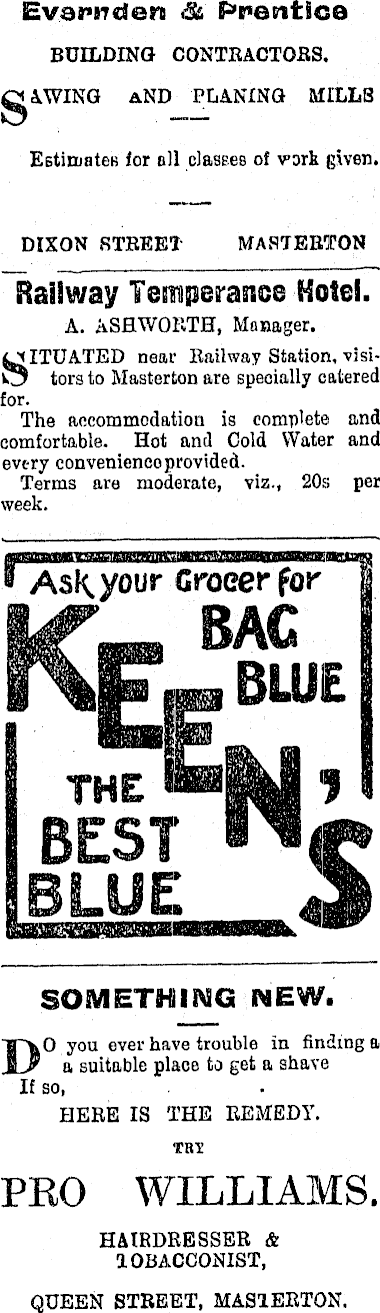 Evernden & Prentice
BUILDING CONTRACTORS.
SAWING AND PLANING MILLS
Estimates for all classes of work given.
DIXON STREET MASTERTON
Railway Temperance Hotel.
A. ASHWORTH, Manager.
SITUATED near Railway Station, visi-
tors to Masterton are specially catered
for.
The accommodation is complete and
comfortable. Hot and Cold Water and
every convenience provided.
Terms are moderate, viz., 20s per
week.
Ask your Grocer for
KEEN'S
BAG
BLUE
THE
BEST
BLUE
SOMETHING NEW.
DO you ever have trouble in finding a
a suitable place to get a shave
If so,
HERE IS THE REMEDY.
TRY
PRO WILLIAMS.
HAIRDRESSER &
TOBACCONIST,
QUEEN STREET, MASTERTON.